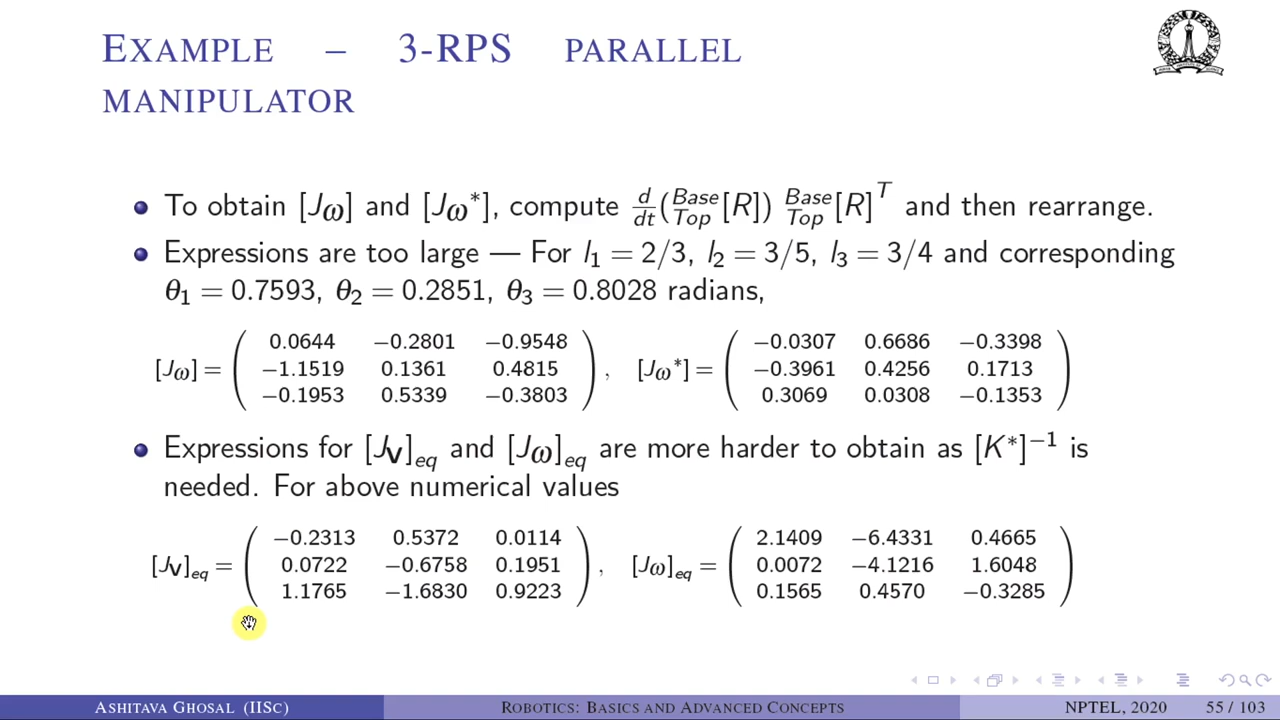 EXAMPLE – 3-RPS PARALLEL
MANIPULATOR
To obtain [Jω] and [Jω*], compute d/dt(Base Top[R]) Base Top[R]^T and then rearrange.
Expressions are too large — For l₁ = 2/3, l₂ = 3/5, l₃ = 3/4 and corresponding
θ₁ = 0.7593, θ₂ = 0.2851, θ₃ = 0.8028 radians,
0.0644 −0.2801 −0.9548 −0.0307 0.6686 −0.3398
[Jω] = −1.1519 0.1361 0.4815 , [Jω*] = −0.3961 0.4256 0.1713
−0.1953 0.5339 −0.3803 0.3069 0.0308 −0.1353
Expressions for [J_V]_eq and [Jω]_eq are more harder to obtain as [K*]^−1 is
needed. For above numerical values
−0.2313 0.5372 0.0114 2.1409 −6.4331 0.4665
[J_V]_eq = 0.0722 −0.6758 0.1951 , [Jω]_eq = 0.0072 −4.1216 1.6048
1.1765 −1.6830 0.9223 0.1565 0.4570 −0.3285
ASHITAVA GHOSAL (IISC) ROBOTICS: BASICS AND ADVANCED CONCEPTS NPTEL, 2020 55 / 103